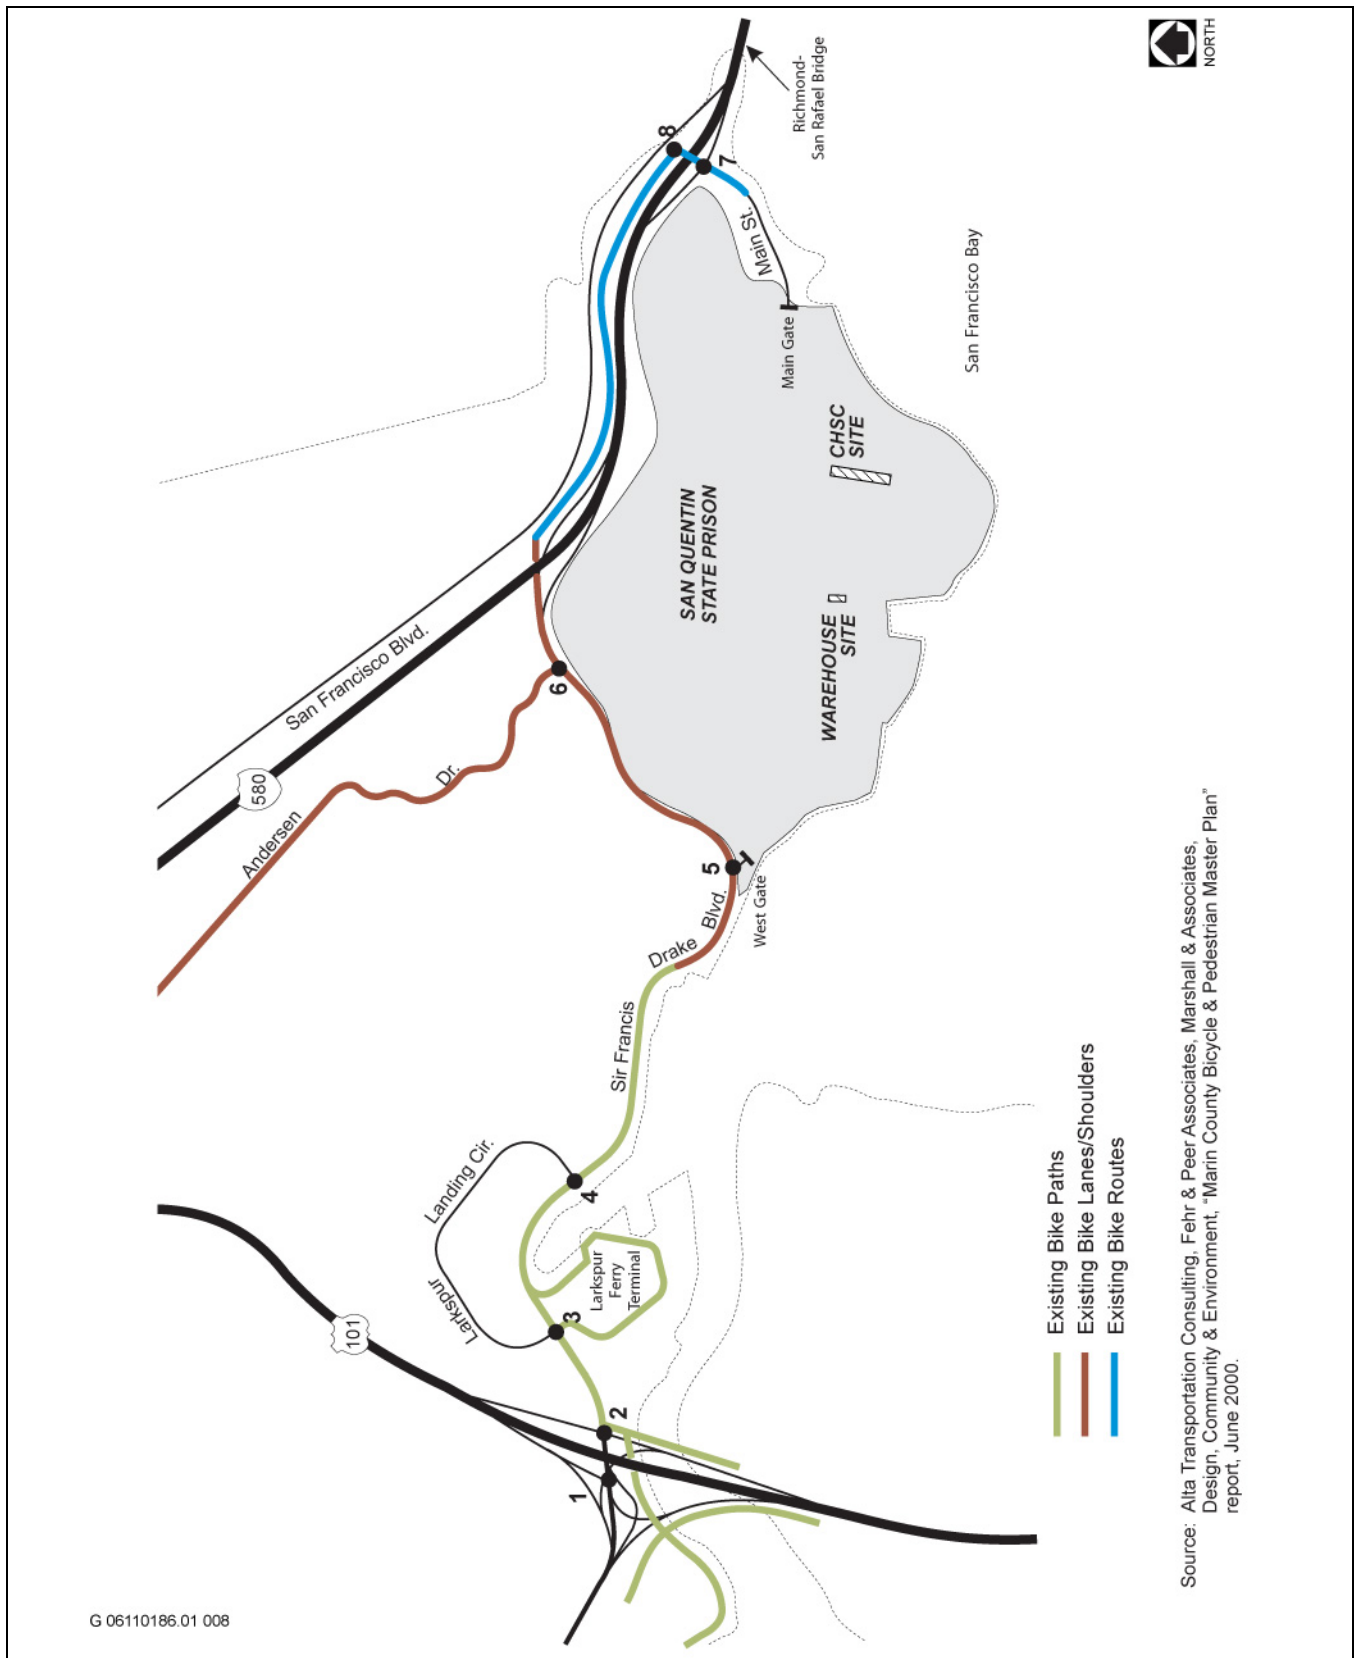 NORTH
Richmond-
San Rafael Bridge
8
7
Main St.
Main Gate
San Francisco Bay
CHSC
SITE
SAN QUENTIN
STATE PRISON
WAREHOUSE
SITE
San Francisco Blvd.
580
6
Andersen
Dr.
5
West Gate
Sir Francis
Drake
Blvd.
Larkspur
Landing Cir.
4
Larkspur
Ferry
Terminal
3
101
2
1
Existing Bike Paths
Existing Bike Lanes/Shoulders
Existing Bike Routes
Source: Alta Transportation Consulting, Fehr & Peer Associates, Marshall & Associates,
Design, Community & Environment, “Marin County Bicycle & Pedestrian Master Plan”
report, June 2000.
G 06110186.01 008